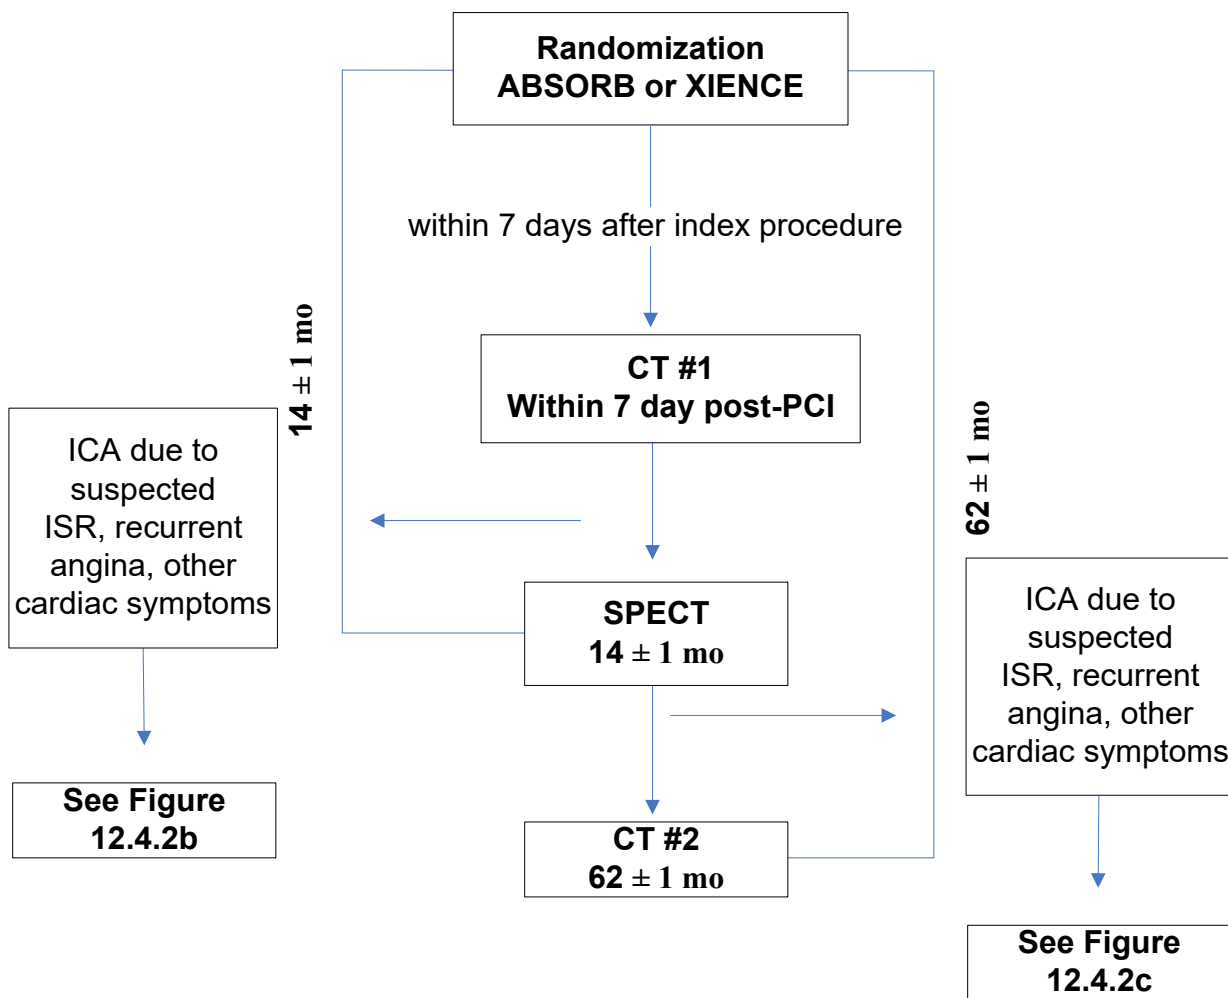 Randomization
ABSORB or XIENCE
within 7 days after index procedure
14 ± 1 mo
CT #1
Within 7 day post-PCI
62 ± 1 mo
ICA due to
suspected
ISR, recurrent
angina, other
cardiac symptoms
SPECT
14 ± 1 mo
ICA due to
suspected
ISR, recurrent
angina, other
cardiac symptoms
See Figure
12.4.2b
CT #2
62 ± 1 mo
See Figure
12.4.2c